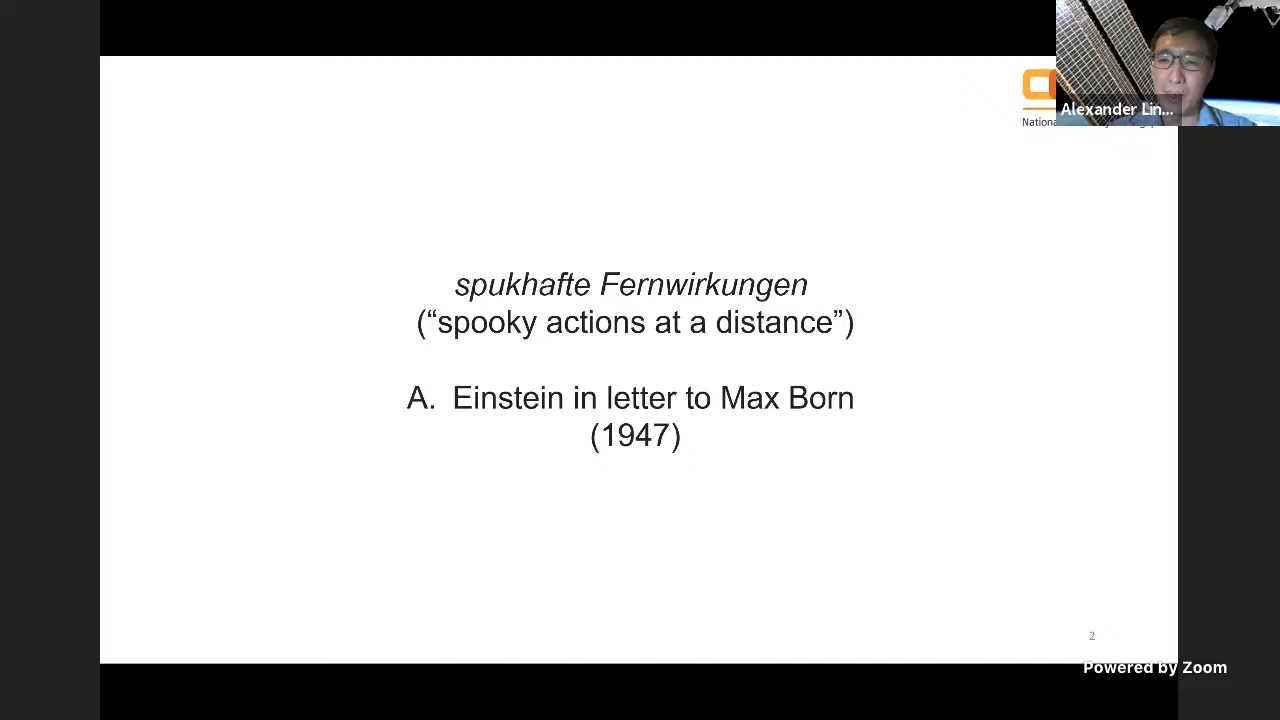 Alexander Lin...
spukhafte Fernwirkungen
(“spooky actions at a distance”)
A. Einstein in letter to Max Born
(1947)
2
Powered by Zoom